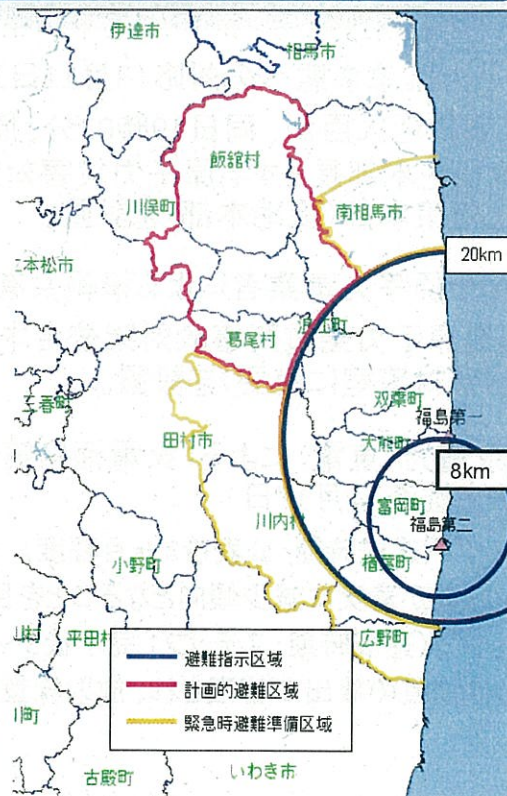 伊達市
相馬市
飯舘村
川俣町
南相馬市
20km
二本松市
葛尾村
浪江町
双葉町
三春町
福島第一
田村市
大熊町
8km
富岡町
川内村
福島第二
小野町
楢葉町
平田村
広野町
避難指示区域
計画的避難区域
緊急時避難準備区域
古殿町
いわき市